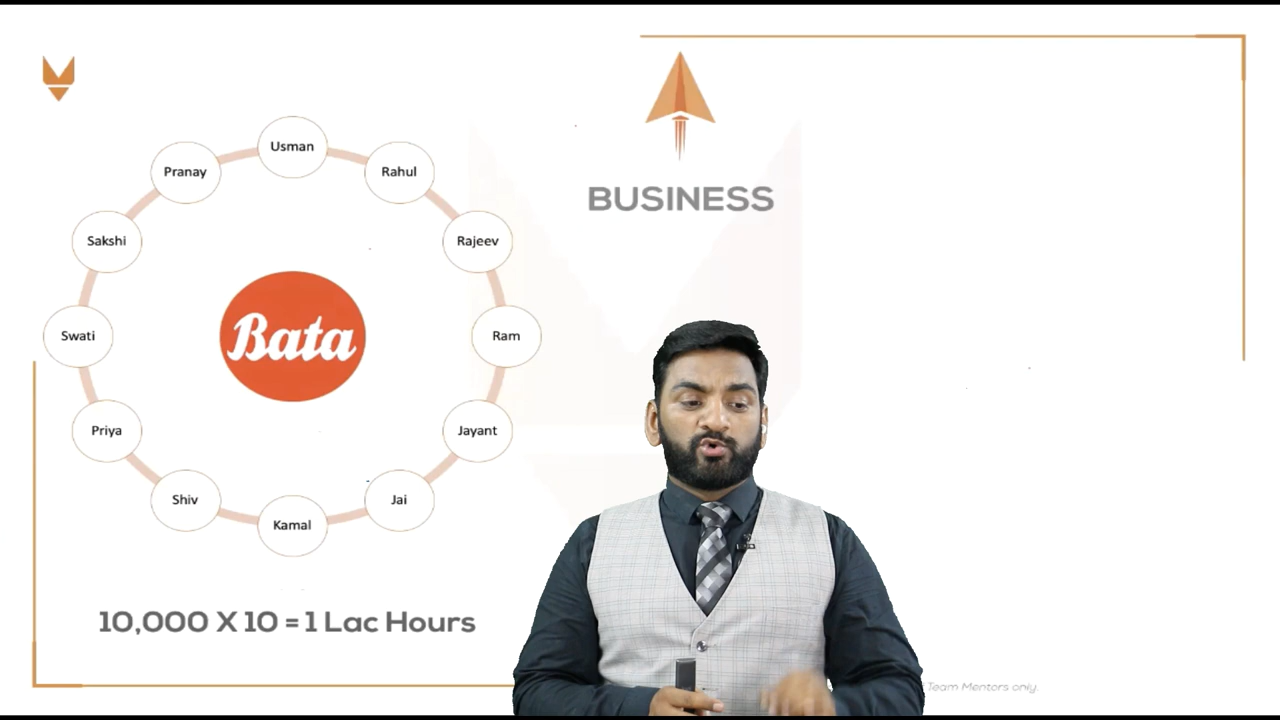 BUSINESS
Usman
Rahul
Rajeev
Ram
Jayant
Jai
Kamal
Shiv
Priya
Swati
Sakshi
Pranay
Bata
10,000 X 10 = 1 Lac Hours
Team Mentors only.